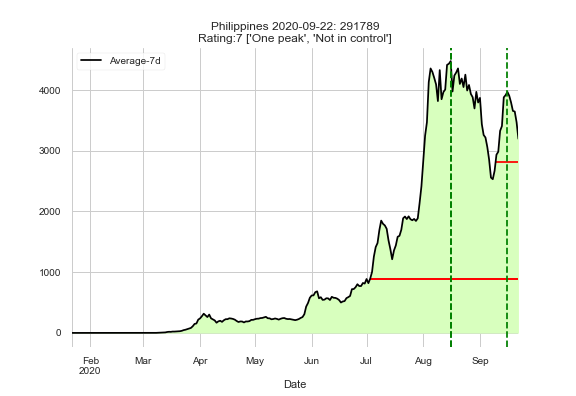 Philippines 2020-09-22: 291789
Rating:7 ['One peak', 'Not in control']
Average-7d
4000
3000
2000
1000
0
Feb Mar Apr May Jun Jul Aug Sep
2020
Date